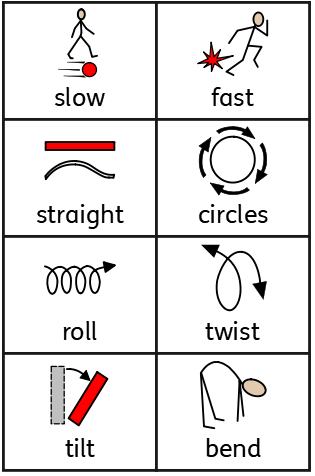 slow
fast
straight
circles
roll
twist
tilt
bend